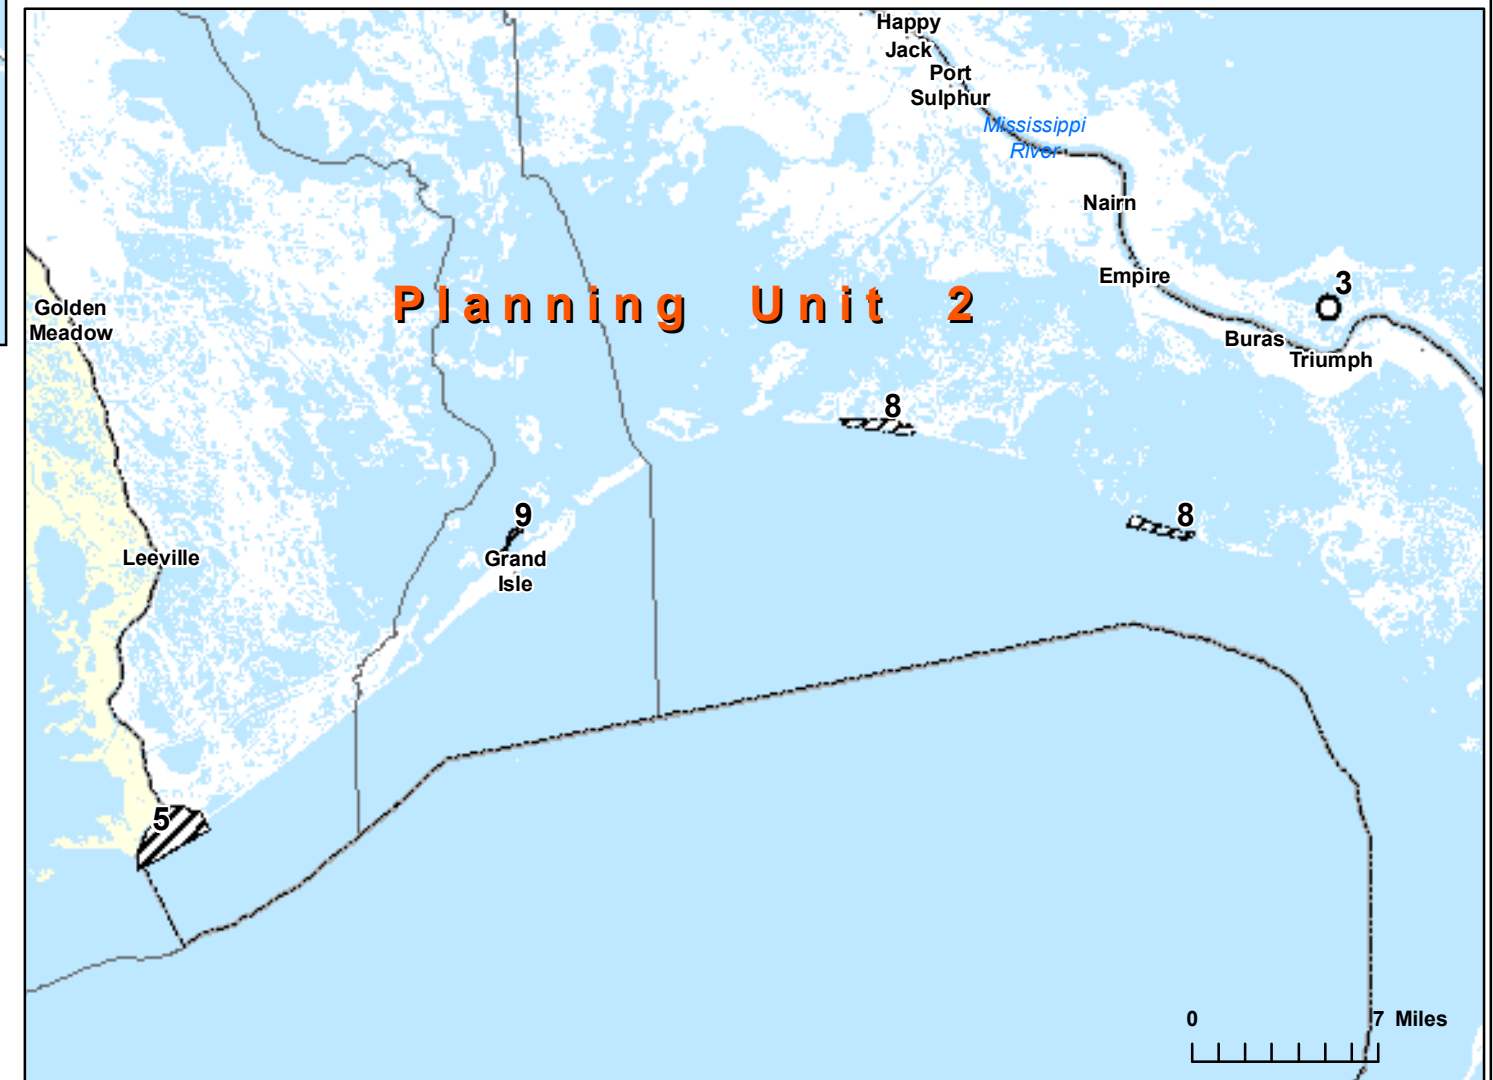 Happy
Jack
Port
Sulphur
Mississippi
River
Nairn
Empire
3
Planning Unit 2
Golden
Meadow
Buras
Triumph
8
9
8
Grand
Isle
Leeville
5
0 7 Miles